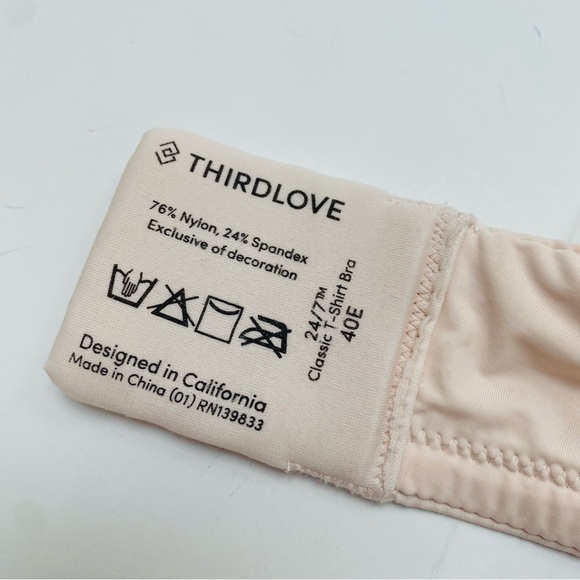 THIRDLOVE
76% Nylon, 24% Spandex
Exclusive of decoration
24/7™
Classic T-Shirt Bra
40E
Designed in California
Made in China (01) RN139833